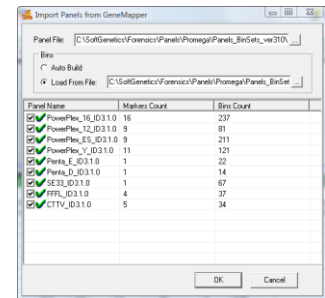 Import Panels from GeneMapper
Panel File: C:\SoftGenetics\Forensics\Panels\Promega\Panels_BinSets_ver310\ ...
Bins
Auto Build
Load From File: C:\SoftGenetics\Forensics\Panels\Promega\Panels_BinSet ...
Panel Name Markers Count Bins Count
PowerPlex_16_ID3.1.0 16 237
PowerPlex_12_ID3.1.0 9 81
PowerPlex_ES_ID3.1.0 9 211
PowerPlex_Y_ID3.1.0 11 121
Penta_E_ID3.1.0 1 22
Penta_D_ID3.1.0 1 14
SE33_ID3.1.0 1 67
FFFL_ID3.1.0 4 37
CTTV_ID3.1.0 5 34
OK Cancel